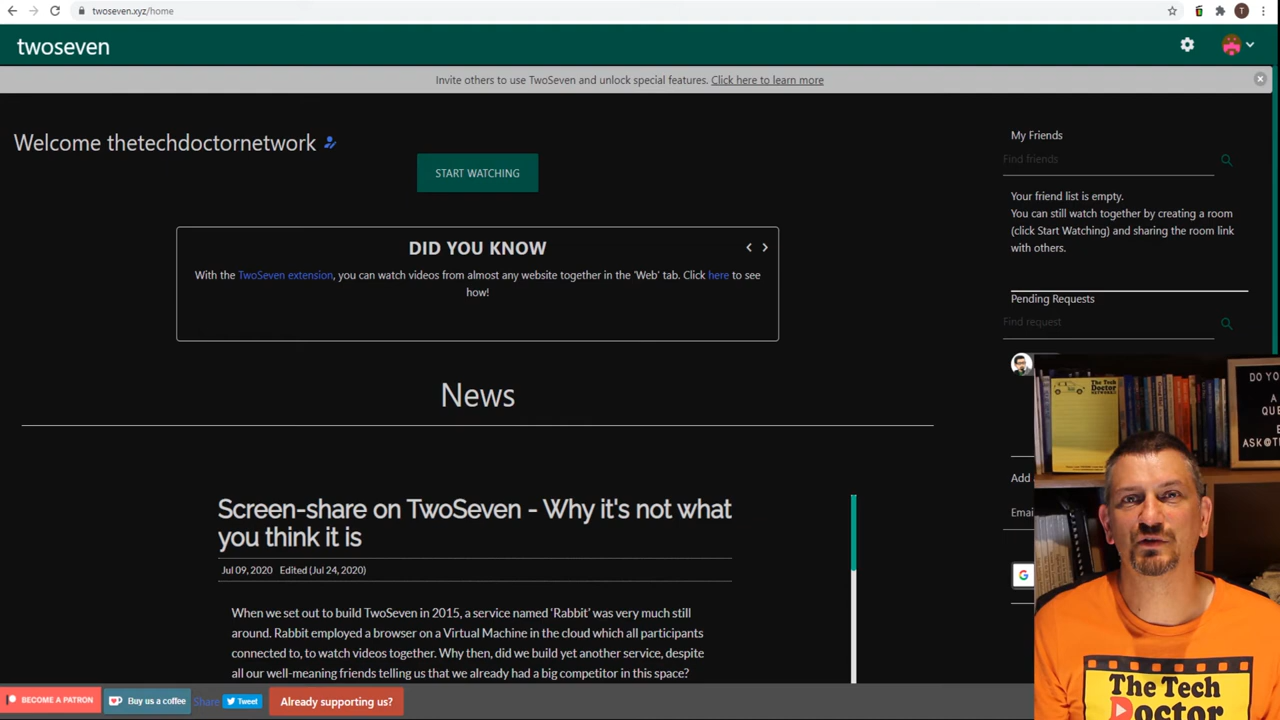 twoseven.xyz/home
T
twoseven
Invite others to use TwoSeven and unlock special features. Click here to learn more
Welcome thetechdoctornetwork
START WATCHING
My Friends
Find friends
Your friend list is empty.
You can still watch together by creating a room
(click Start Watching) and sharing the room link
with others.
DID YOU KNOW
With the TwoSeven extension, you can watch videos from almost any website together in the 'Web' tab. Click here to see
how!
Pending Requests
Find request
News
Screen-share on TwoSeven - Why it's not what
you think it is
Jul 09, 2020 Edited (Jul 24, 2020)
When we set out to build TwoSeven in 2015, a service named 'Rabbit' was very much still
around. Rabbit employed a browser on a Virtual Machine in the cloud which all participants
connected to, to watch videos together. Why then, did we build yet another service, despite
all our well-meaning friends telling us that we already had a big competitor in this space?
Add
Email
G
The Tech
Doctor
DO YO
A
QUE
E
ASK@T
The Tech
Doctor
BECOME A PATRON
Buy us a coffee
Share
Tweet
Already supporting us?